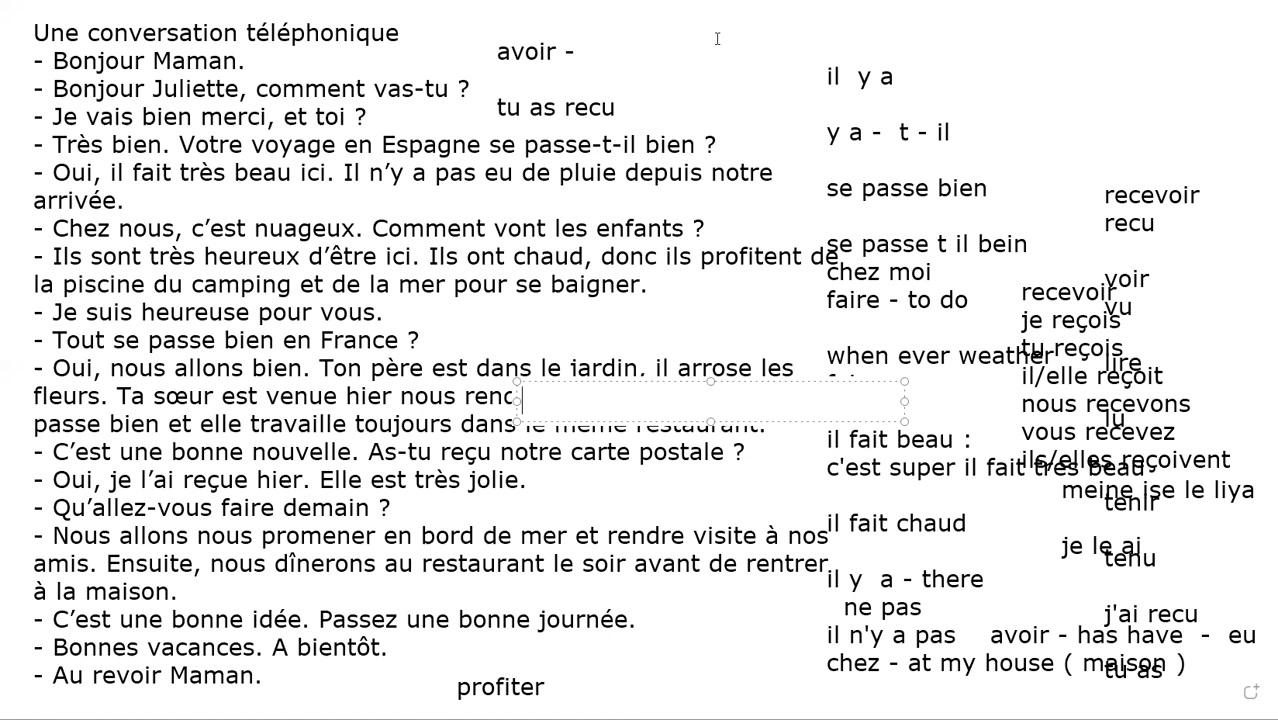 Une conversation téléphonique
- Bonjour Maman.
- Bonjour Juliette, comment vas-tu ?
- Je vais bien merci, et toi ?
- Très bien. Votre voyage en Espagne se passe-t-il bien ?
- Oui, il fait très beau ici. Il n’y a pas eu de pluie depuis notre
arrivée.
- Chez nous, c’est nuageux. Comment vont les enfants ?
- Ils sont très heureux d’être ici. Ils ont chaud, donc ils profitent de
la piscine du camping et de la mer pour se baigner.
- Je suis heureuse pour vous.
- Tout se passe bien en France ?
- Oui, nous allons bien. Ton père est dans le jardin, il arrose les
fleurs. Ta sœur est venue hier nous
passe bien et elle travaille toujours dans le même restaurant.
- C’est une bonne nouvelle. As-tu reçu notre carte postale ?
- Oui, je l’ai reçue hier. Elle est très jolie.
- Qu’allez-vous faire demain ?
- Nous allons nous promener en bord de mer et rendre visite à nos
amis. Ensuite, nous dînerons au restaurant le soir avant de rentrer
à la maison.
- C’est une bonne idée. Passez une bonne journée.
- Bonnes vacances. A bientôt.
- Au revoir Maman.
profiter
avoir -
tu as recu
il y a
y a - t - il
se passe bien
se passe t il bein
chez moi
faire - to do
when ever weather
il fait beau :
c'est super il fait très beau
il fait chaud
il y a - there
ne pas
il n'y a pas avoir - has have - eu
chez - at my house ( maison )
recevoir
je reçois
tu reçois
il/elle reçoit
nous recevons
vous recevez
ils/elles reçoivent
meine ise le liya
je le ai
recevoir
recu
voir
vu
lire
lu
tenir
tenu
j'ai recu
tu as